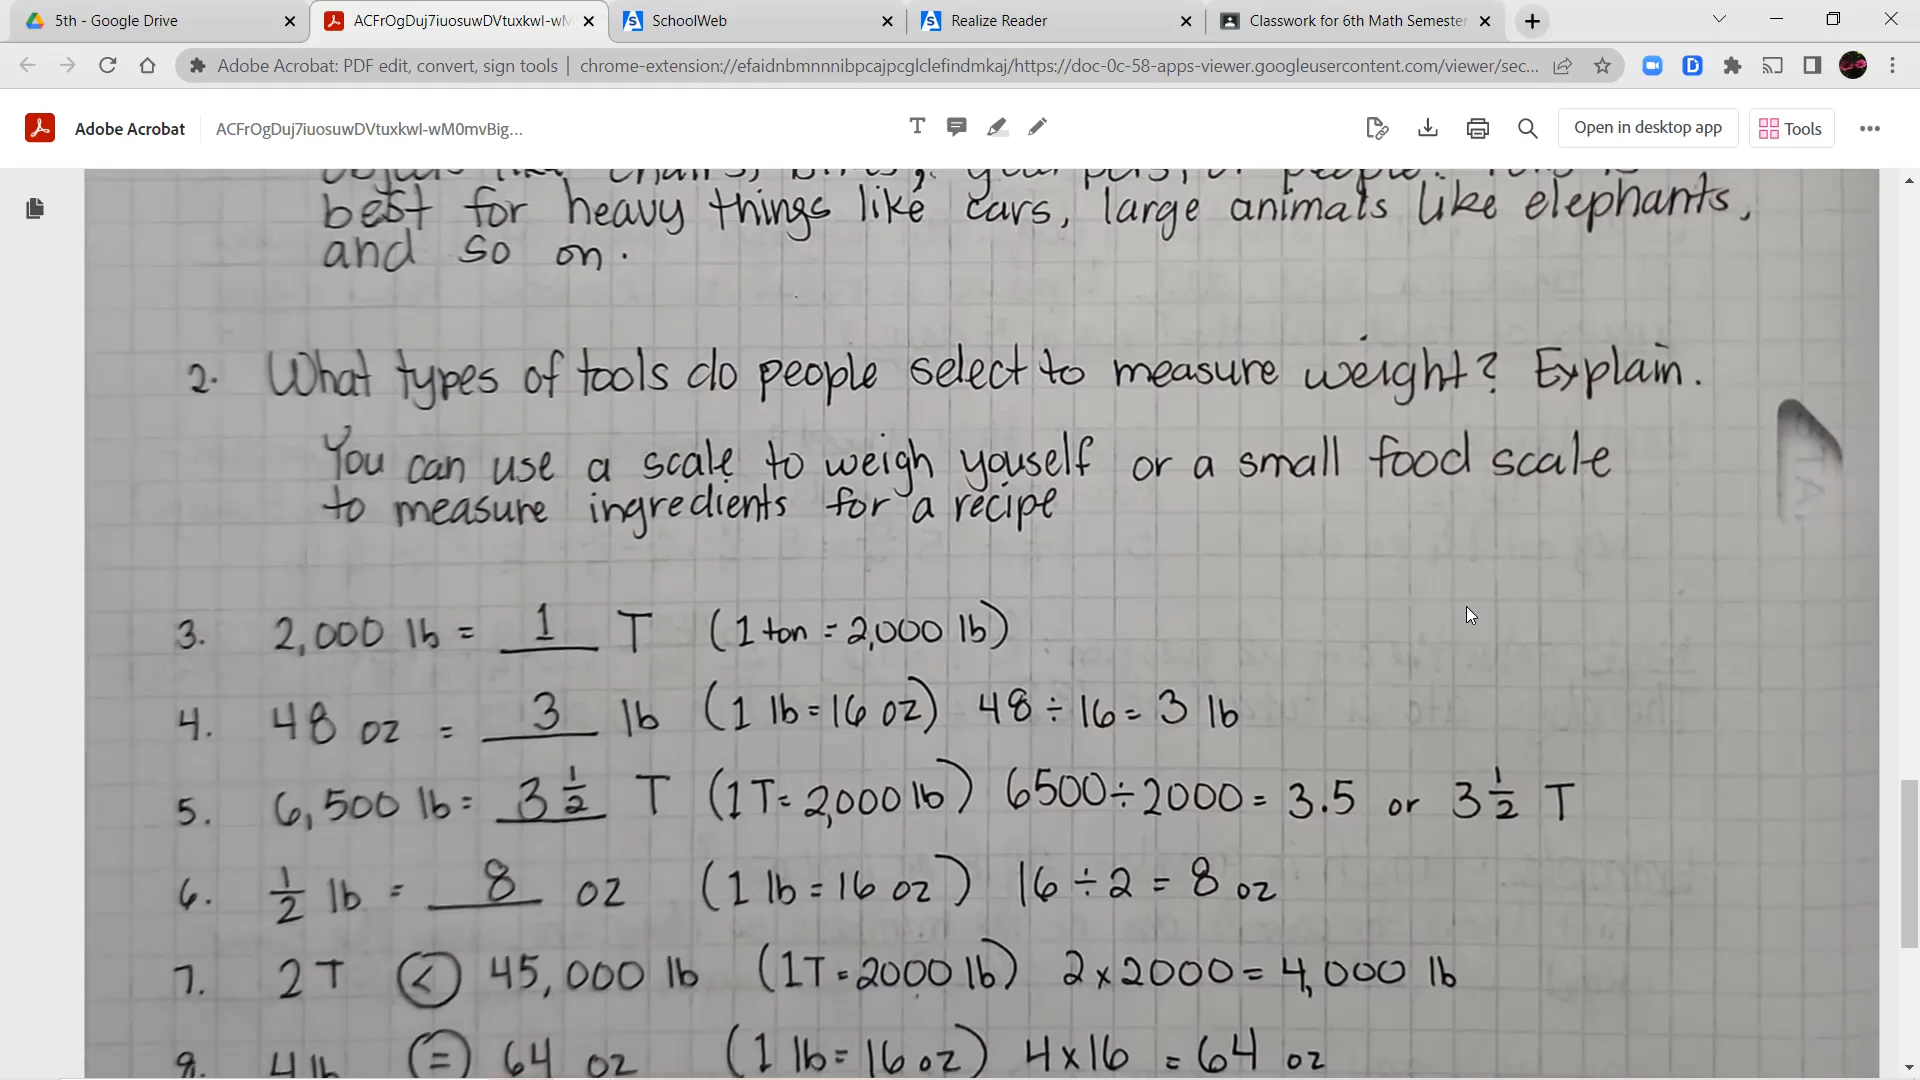 5th - Google Drive
ACFrOgDuj7iuosuwDVtuxkwl-wM
SchoolWeb
Realize Reader
Classwork for 6th Math Semester
Adobe Acrobat: PDF edit, convert, sign tools | chrome-extension://efaidnbmnnnibpcajpcglclefindmkaj/https://doc-0c-58-apps-viewer.googleusercontent.com/viewer/sec...
Adobe Acrobat
ACFrOgDuj7iuosuwDVtuxkwl-wM0mvBig...
Open in desktop app
Tools
best for heavy things like cars, large animals like elephants,
and so on.
2. What types of tools do people select to measure weight? Explain.
You can use a scale to weigh youself or a small food scale
to measure ingredients for a recipe
3. 2,000 lb = 1 T (1 ton = 2,000 lb)
4. 48 oz = 3 lb (1 lb = 16 oz) 48 ÷ 16 = 3 lb
5. 6,500 lb = 3 1/2 T (1T = 2,000 lb) 6500 ÷ 2000 = 3.5 or 3 1/2 T
6. 1/2 lb = 8 oz (1 lb = 16 oz) 16 ÷ 2 = 8 oz
7. 2 T < 45,000 lb (1T = 2000 lb) 2 x 2000 = 4,000 lb
8. 4 lb = 64 oz (1 lb = 16 oz) 4 x 16 = 64 oz